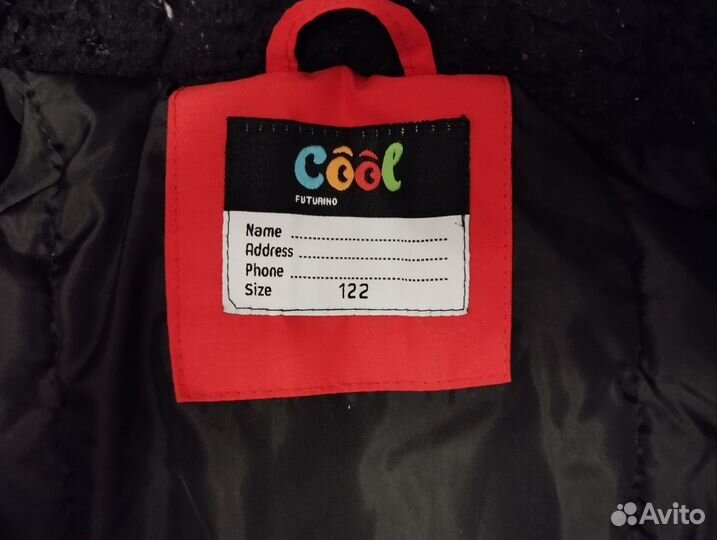 Côôl
FUTURINO
Name ........................................
Address ........................................
Phone ........................................
Size 122
Avito